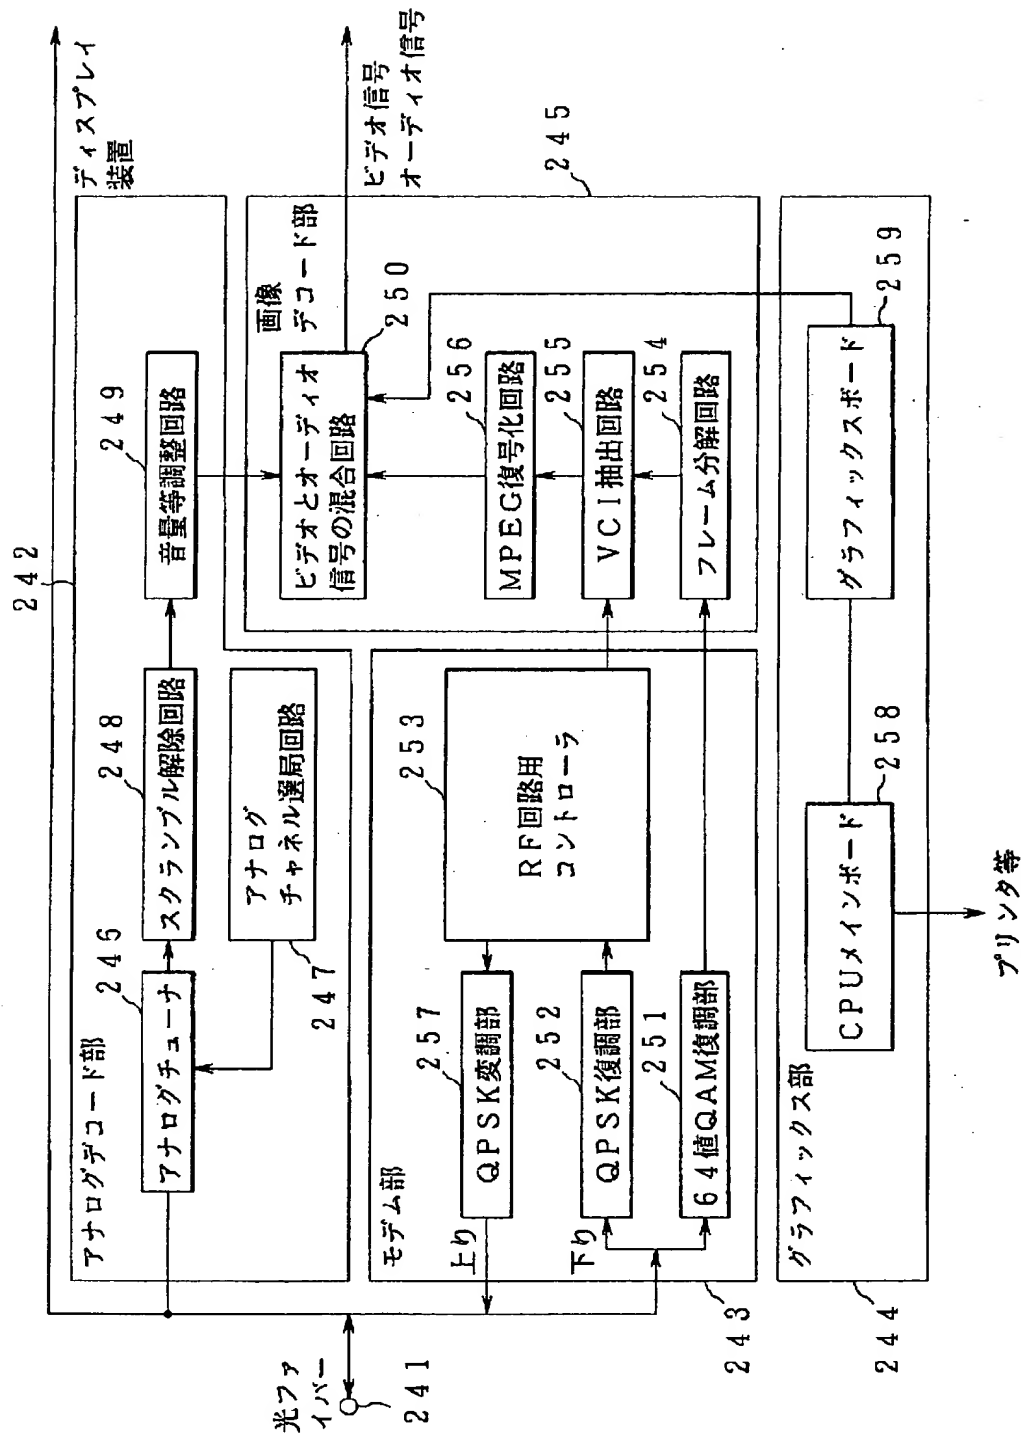 242
ディスプレイ
装置
アナログデコード部
246
アナログチューナ
248
スクランブル解除回路
249
音量等調整回路
アナログ
チャネル選局回路
247
光ファ
イバー
241
画像
デコード部
ビデオとオーディオ
信号の混合回路
250
ビデオ信号
オーディオ信号
245
MPEG復号化回路
256
VCI抽出回路
255
フレーム分解回路
254
モデム部
上り
QPSK変調部
257
下り
QPSK復調部
252
64値QAM復調部
251
RF回路用
コントローラ
253
243
グラフィックス部
244
CPUメインボード
258
グラフィックスボード
259
プリンタ等